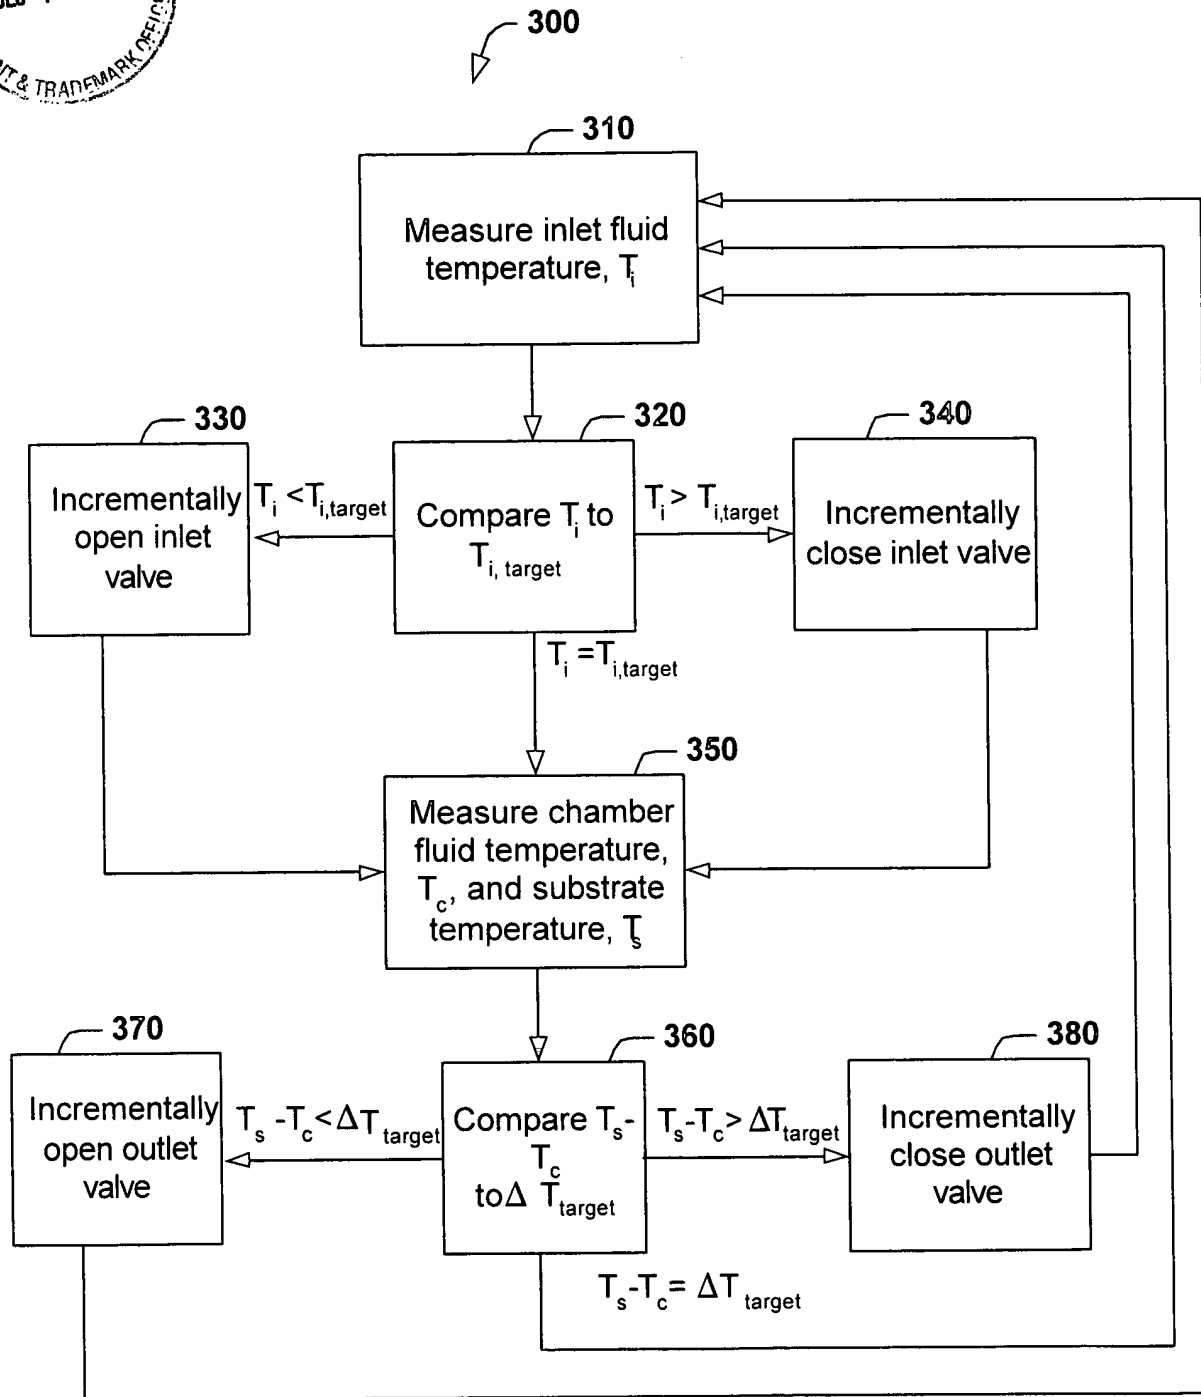 300
310
Measure inlet fluid
temperature, Ti
330
320
340
Incrementally
open inlet
valve
Ti <Ti,target
Compare Ti to
Ti, target
Ti> Ti,target
Incrementally
close inlet valve
Ti =Ti,target
350
Measure chamber
fluid temperature,
Tc, and substrate
temperature, Ts
370
360
380
Incrementally
open outlet
valve
Ts -Tc<ΔTtarget
Compare Ts-
Tc
toΔ Ttarget
Ts-Tc> ΔTtarget
Incrementally
close outlet
valve
Ts-Tc= ΔTtarget
& TRADEMARK OFFICE